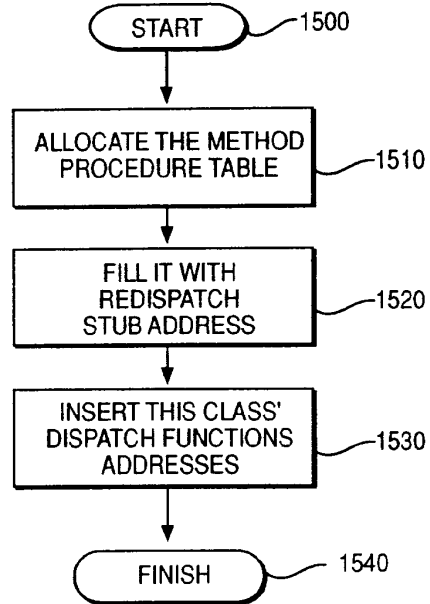 START
1500
ALLOCATE THE METHOD
PROCEDURE TABLE
1510
FILL IT WITH
REDISPATCH
STUB ADDRESS
1520
INSERT THIS CLASS'
DISPATCH FUNCTIONS
ADDRESSES
1530
FINISH
1540